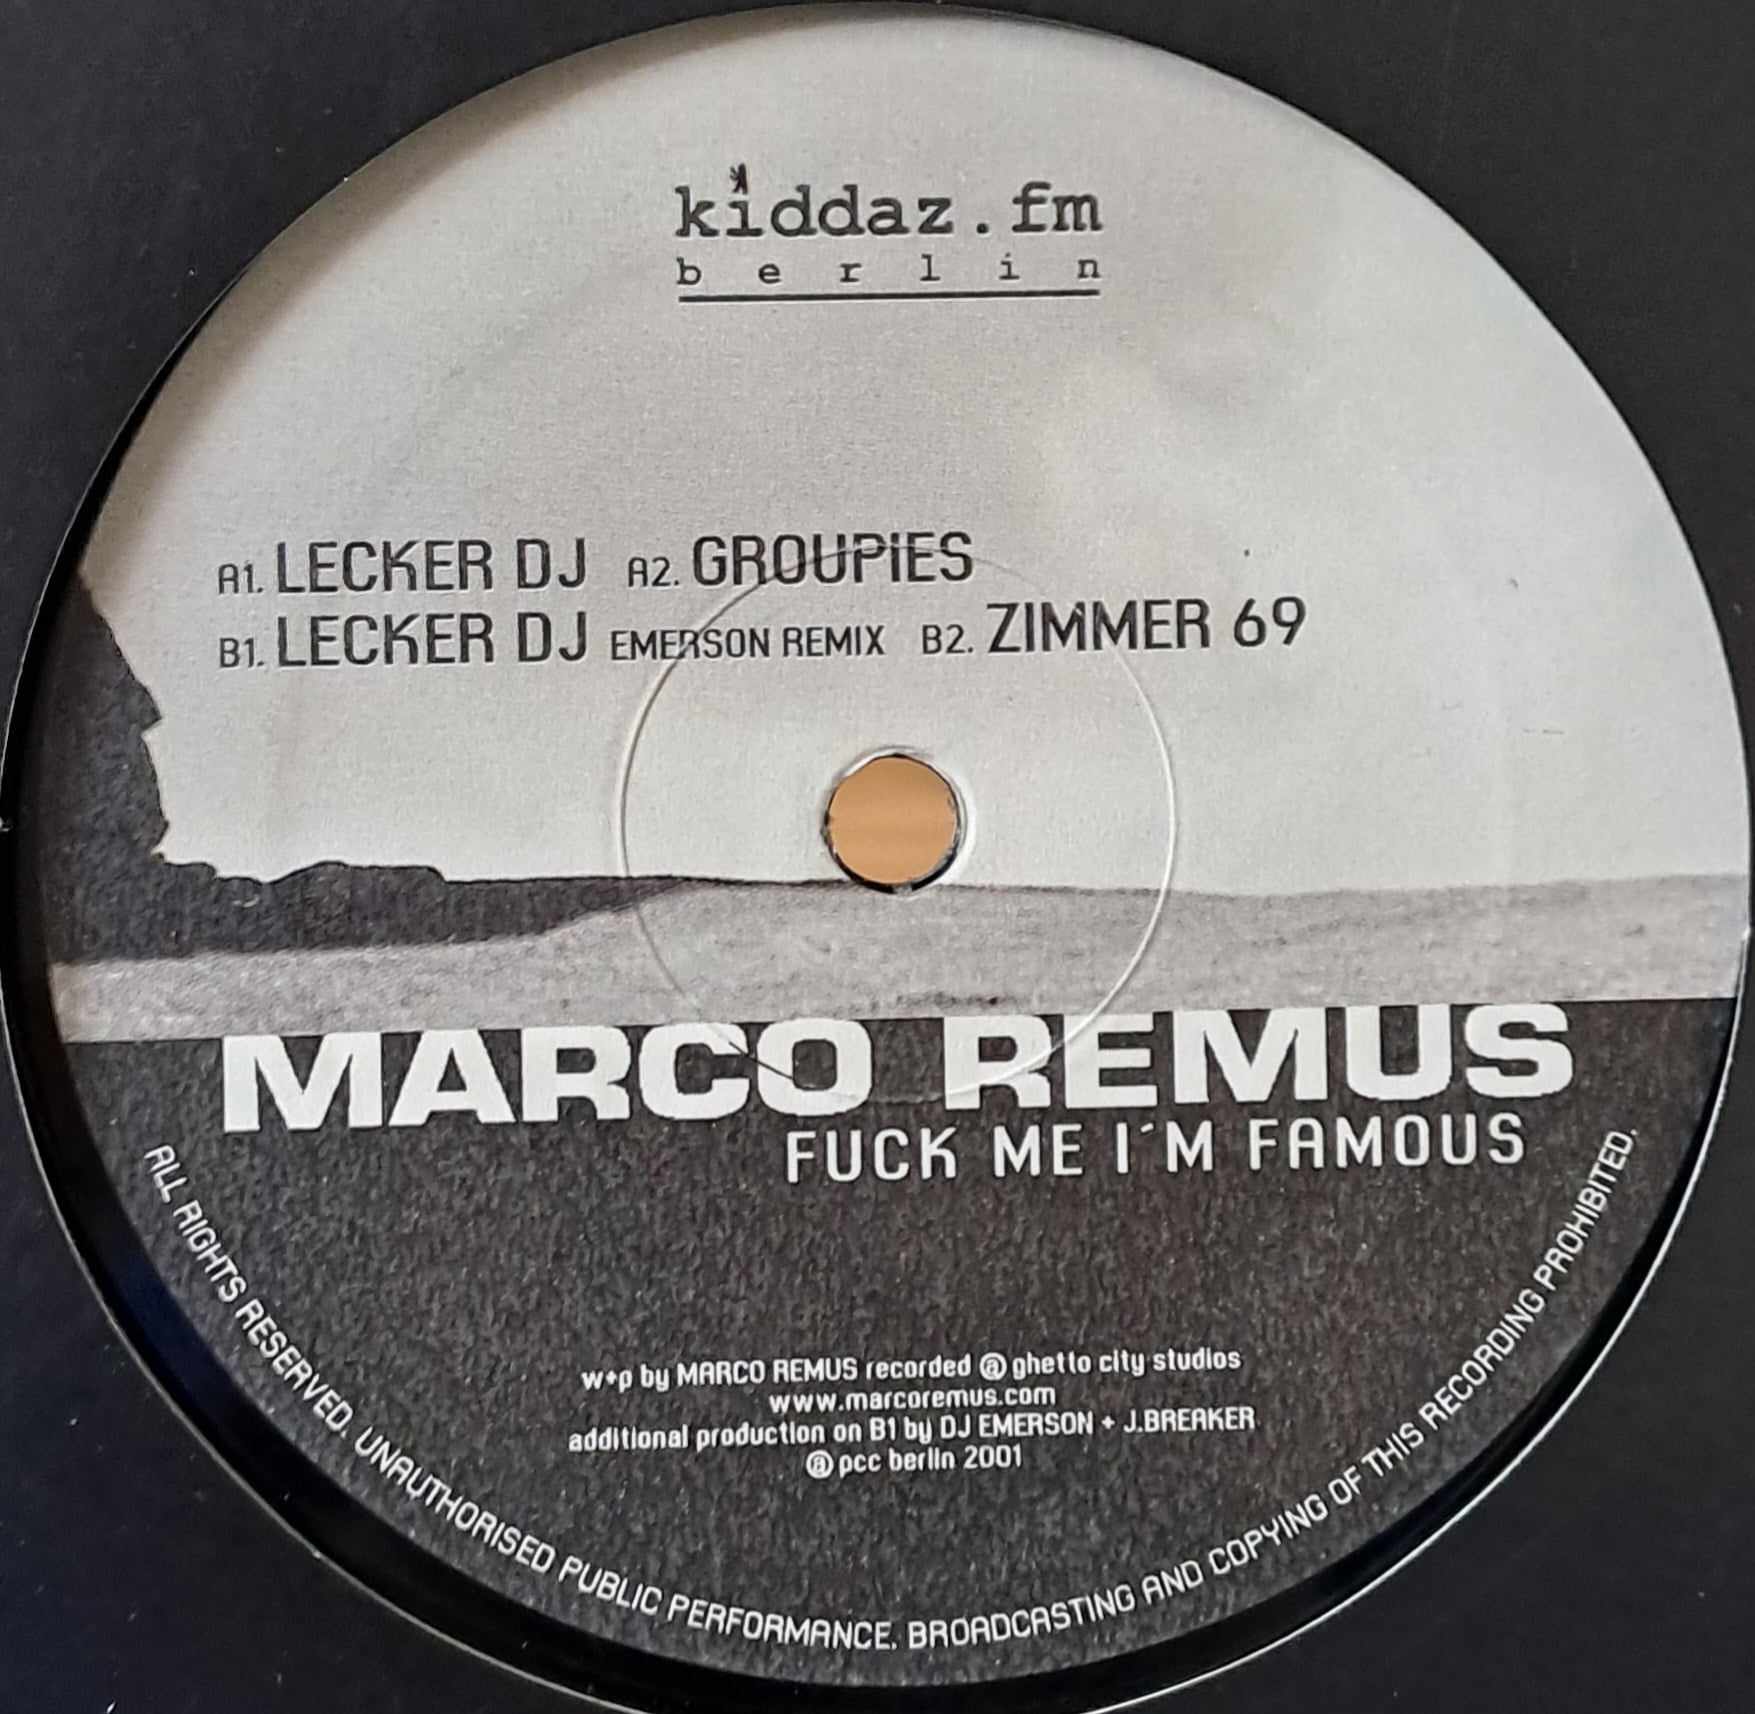 kiddaz.fm
berlin
A1. LECKER DJ A2. GROUPIES
B1. LECKER DJ EMERSON REMIX B2. ZIMMER 69
MARCO REMUS
FUCK ME I´M FAMOUS
w+p by MARCO REMUS recorded @ ghetto city studios
www.marcoremus.com
additional production on B1 by DJ EMERSON + J.BREAKER
@ pcc berlin 2001
ALL RIGHTS RESERVED. UNAUTHORISED PUBLIC PERFORMANCE. BROADCASTING AND COPYING OF THIS RECORDING PROHIBITED.